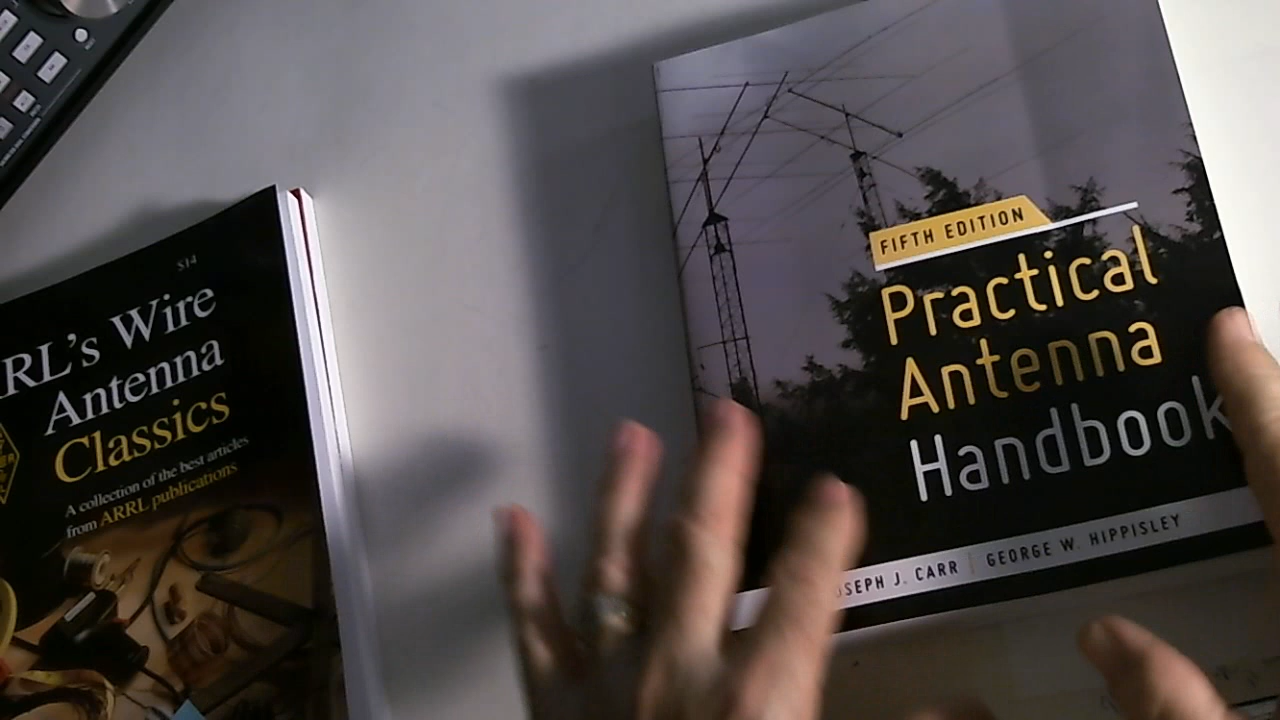 S14
RL's Wire
Antenna
Classics
A collection of the best articles
from ARRL publications
FIFTH EDITION
Practical
Antenna
Handbook
OSEPH J. CARR | GEORGE W. HIPPISLEY